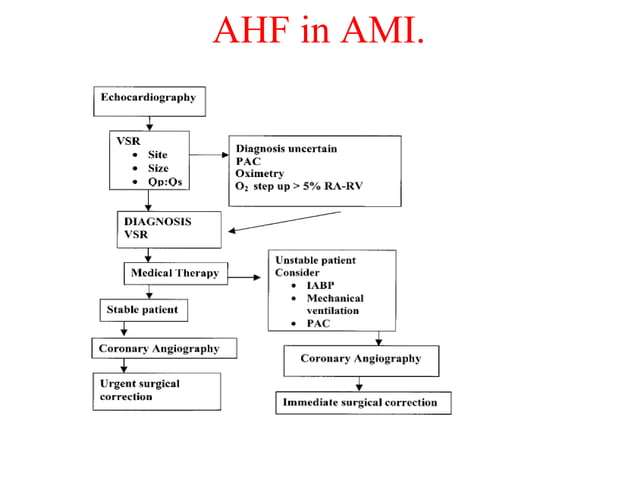 AHF in AMI.
Echocardiography
VSR
• Site
• Size
• Qp:Qs
Diagnosis uncertain
PAC
Oximetry
O₂ step up > 5% RA-RV
DIAGNOSIS
VSR
Medical Therapy
Unstable patient
Consider
• IABP
• Mechanical
ventilation
• PAC
Stable patient
Coronary Angiography
Coronary Angiography
Urgent surgical
correction
Immediate surgical correction